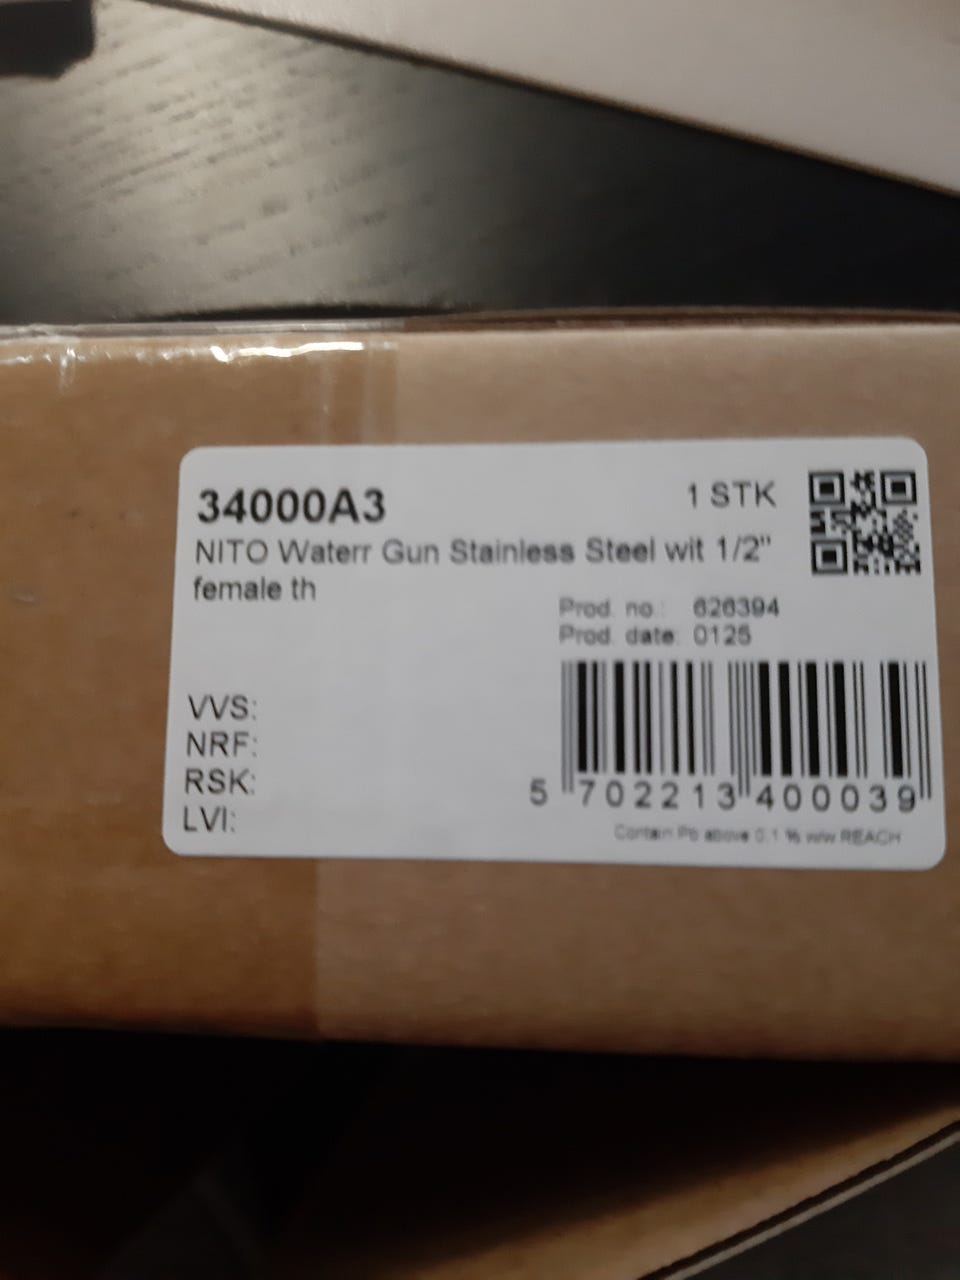 34000A3
1 STK
NITO Waterr Gun Stainless Steel wit 1/2"
female th
Prod. no.: 626394
Prod. date: 0125
VVS:
NRF:
RSK:
LVI:
5 702213 400039
Contain Pb above 0.1 % w/w REACH